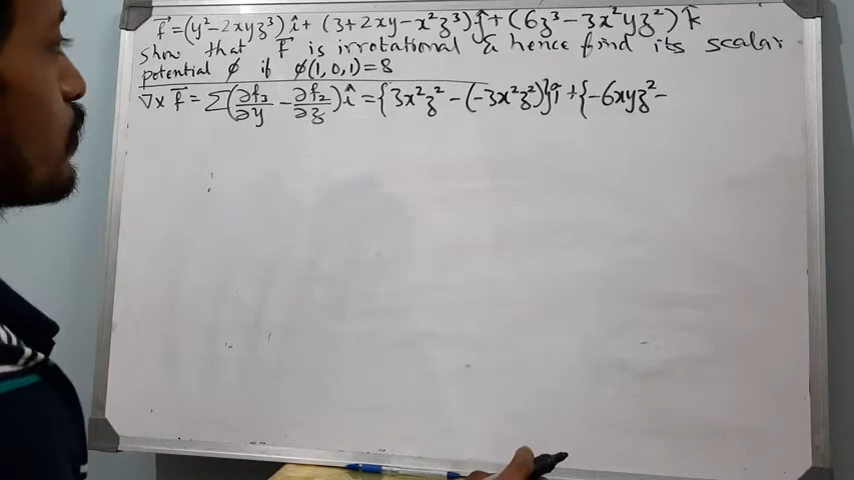 f⃗ = (y² - 2xyz³) î + (3 + 2xy - x²z³) ĵ + (6z³ - 3x²yz²) k̂
show that F⃗ is irrotational & hence find its scalar
potential ϕ if ϕ(1, 0, 1) = 8
∇ × f⃗ = Σ(∂f₃/∂y - ∂f₂/∂z) î = {3x²z² - (-3x²z²)} î + {-6xyz² -